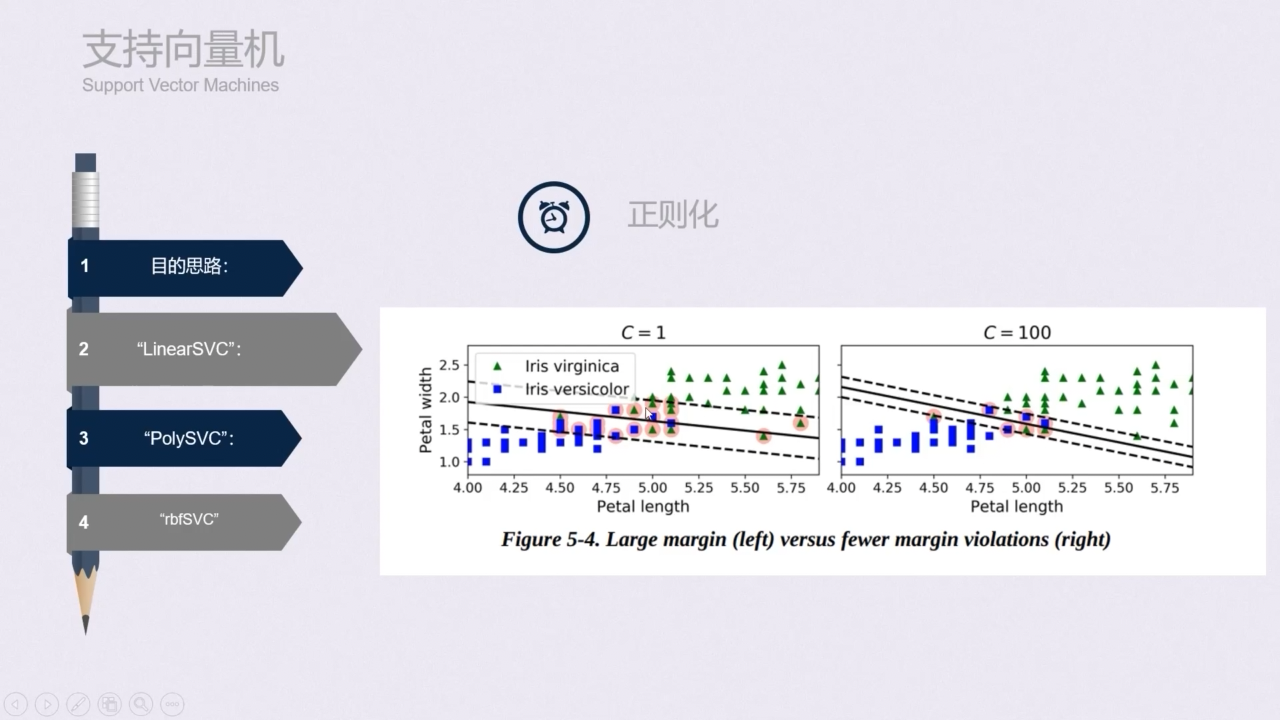 支持向量机
Support Vector Machines
正则化
1 目的思路:
2 “LinearSVC”:
3 “PolySVC”:
4 “rbfSVC”
C = 1
C = 100
Iris virginica
Iris versicolor
Petal width
2.5
2.0
1.5
1.0
4.00 4.25 4.50 4.75 5.00 5.25 5.50 5.75
4.00 4.25 4.50 4.75 5.00 5.25 5.50 5.75
Petal length
Petal length
Figure 5-4. Large margin (left) versus fewer margin violations (right)